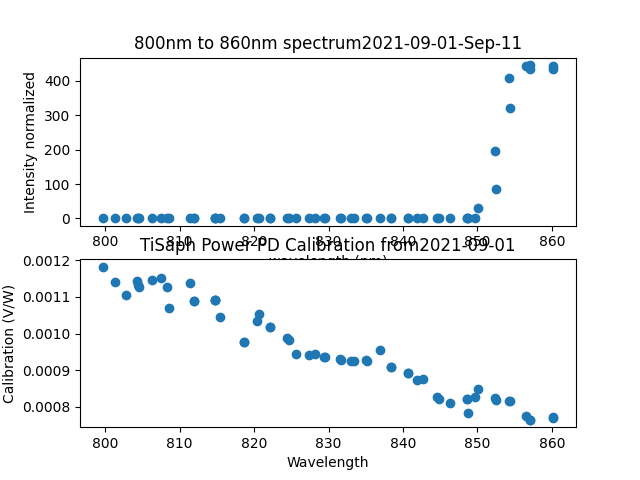 800nm to 860nm spectrum2021-09-01-Sep-11
Intensity normalized
400
300
200
100
0
800 810 820 830 840 850 860
wavelength (nm)
TiSaph Power PD Calibration from2021-09-01
Calibration (V/W)
0.0012
0.0011
0.0010
0.0009
0.0008
800 810 820 830 840 850 860
Wavelength